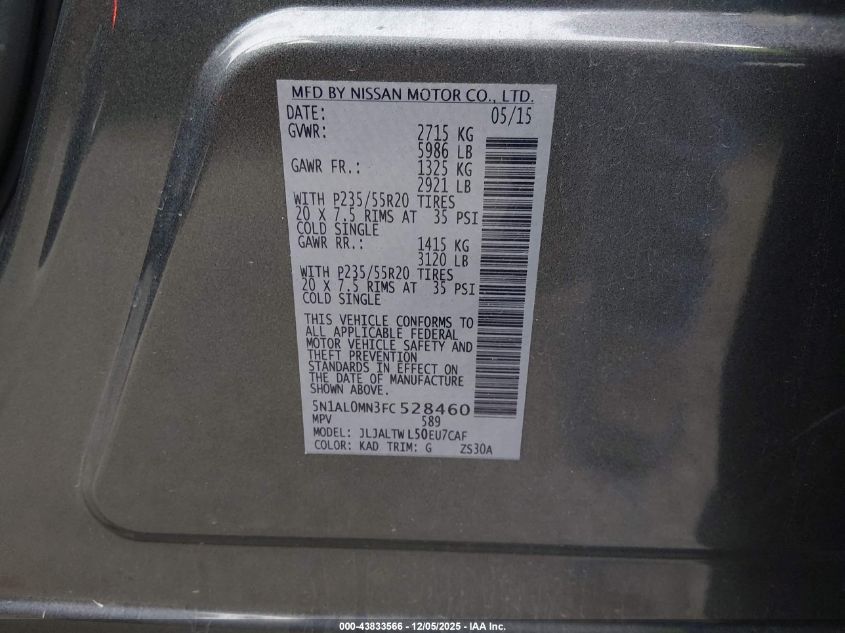 MFD BY NISSAN MOTOR CO., LTD.
DATE: 05/15
GVWR: 2715 KG
5986 LB
GAWR FR.: 1325 KG
2921 LB
WITH P235/55R20 TIRES
20 X 7.5 RIMS AT 35 PSI
COLD SINGLE
GAWR RR.: 1415 KG
3120 LB
WITH P235/55R20 TIRES
20 X 7.5 RIMS AT 35 PSI
COLD SINGLE
THIS VEHICLE CONFORMS TO
ALL APPLICABLE FEDERAL
MOTOR VEHICLE SAFETY AND
THEFT PREVENTION
STANDARDS IN EFFECT ON
THE DATE OF MANUFACTURE
SHOWN ABOVE.
5N1AL0MN3FC528460
MPV 589
MODEL: JLJALTWL50EU7CAF
COLOR: KAD TRIM: G ZS30A
000-43833566 - 12/05/2025 - IAA Inc.